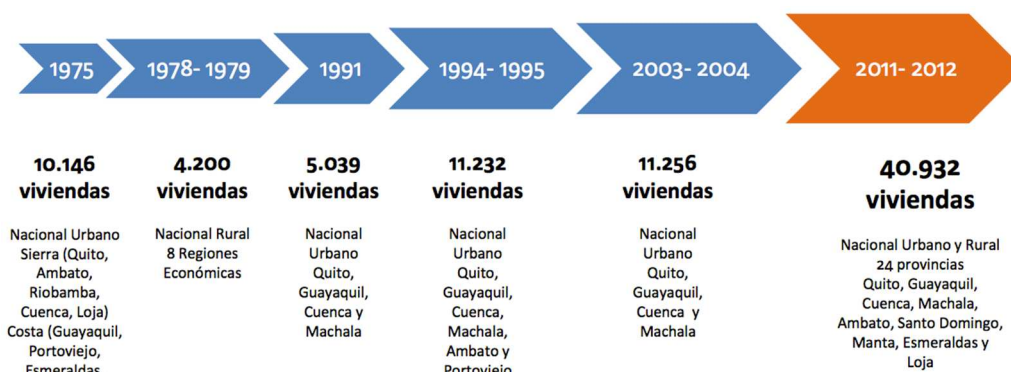 1975
1978- 1979
1991
1994- 1995
2003- 2004
2011- 2012
10.146
viviendas
Nacional Urbano
Sierra (Quito,
Ambato,
Riobamba,
Cuenca, Loja)
Costa (Guayaquil,
Portoviejo,
Esmeraldas
4.200
viviendas
Nacional Rural
8 Regiones
Económicas
5.039
viviendas
Nacional
Urbano
Quito,
Guayaquil,
Cuenca y
Machala
11.232
viviendas
Nacional
Urbano
Quito,
Guayaquil,
Cuenca,
Machala,
Ambato y
Portoviejo
11.256
viviendas
Nacional
Urbano
Quito,
Guayaquil,
Cuenca y
Machala
40.932
viviendas
Nacional Urbano y Rural
24 provincias
Quito, Guayaquil,
Cuenca, Machala,
Ambato, Santo Domingo,
Manta, Esmeraldas y
Loja